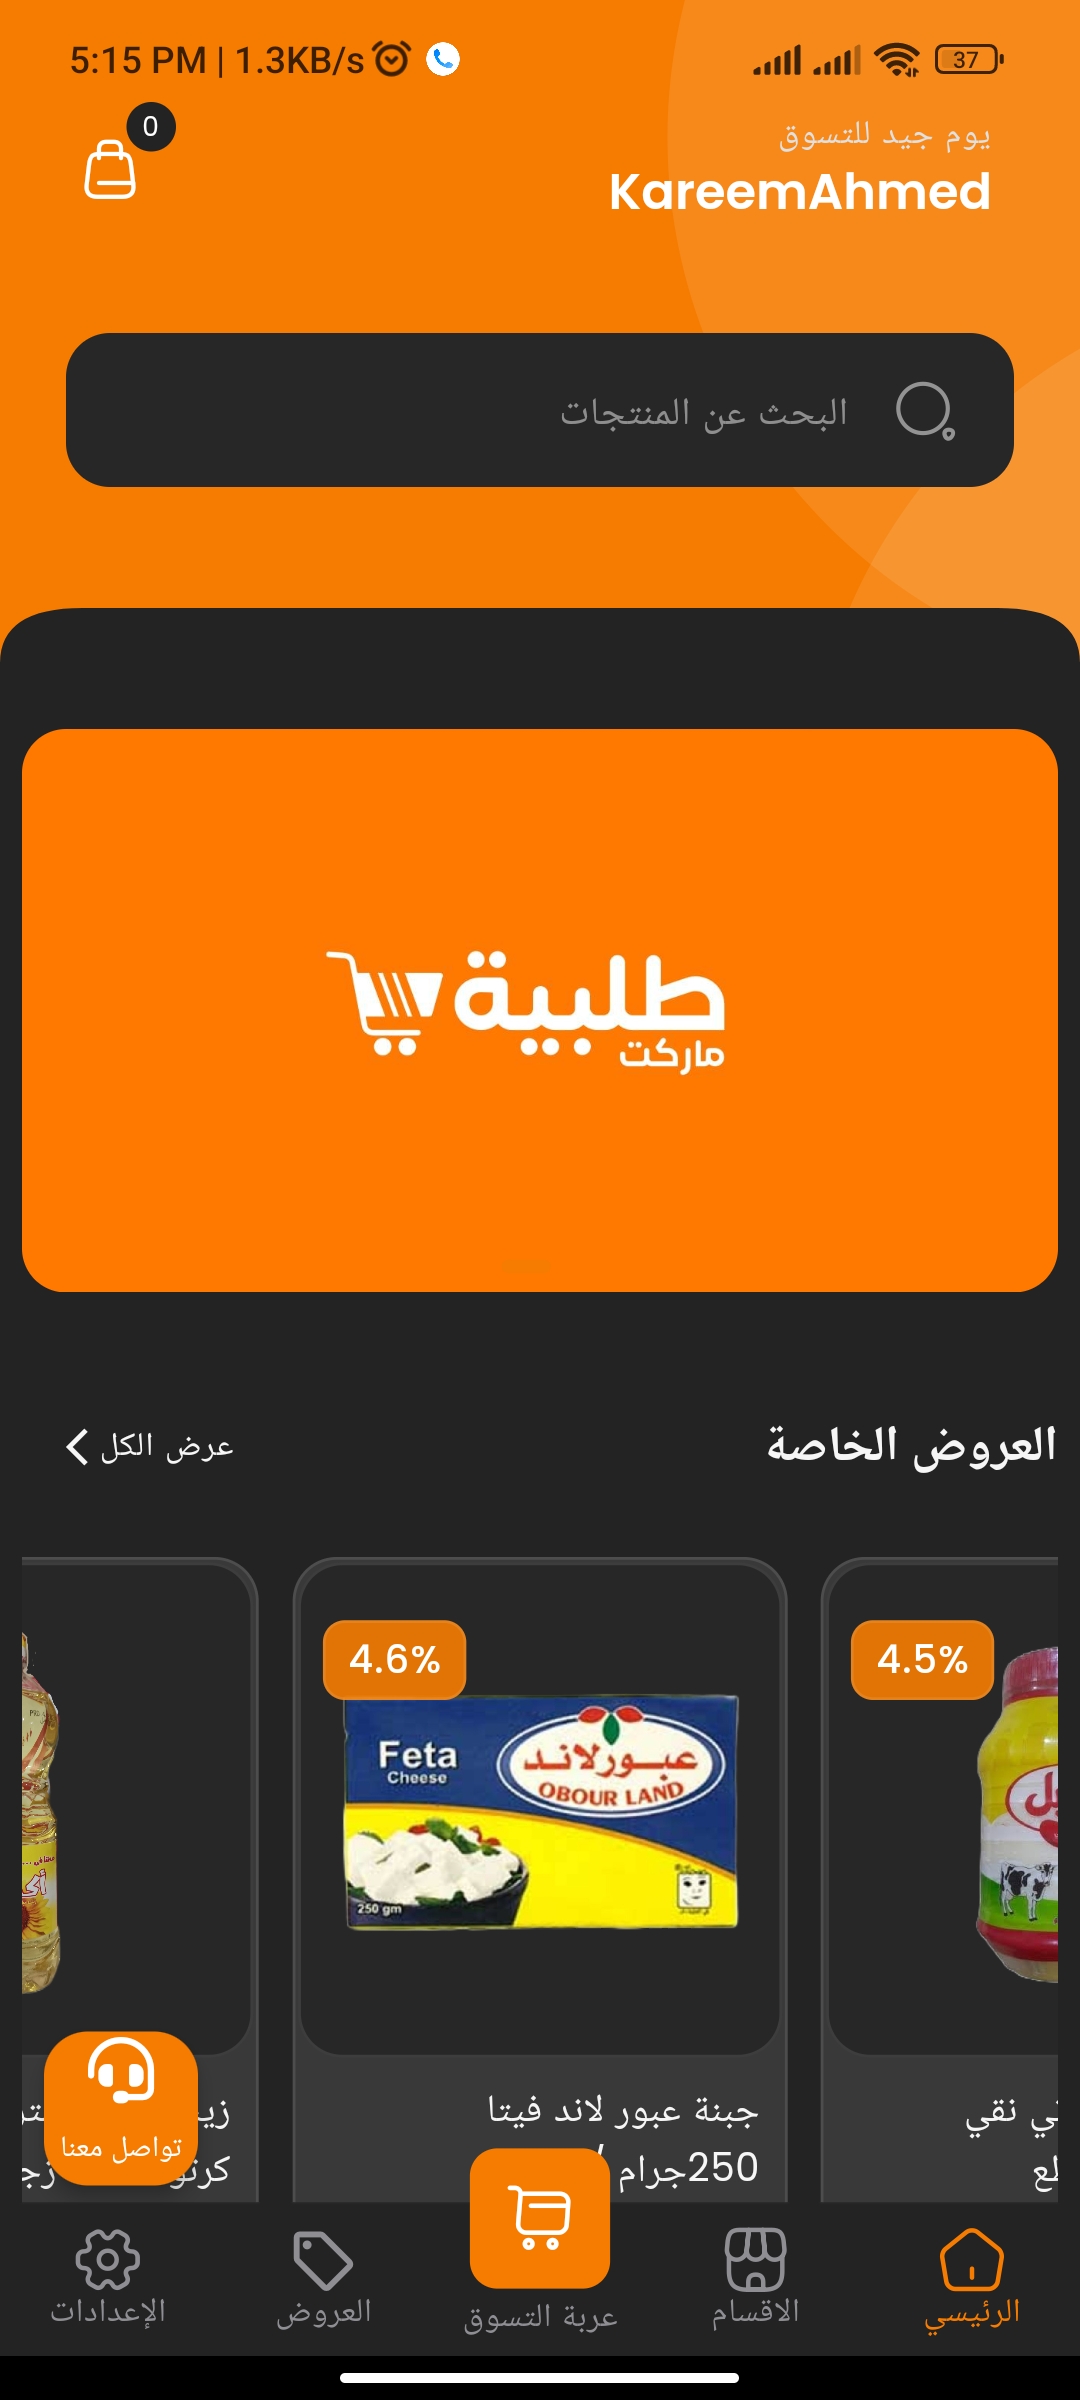 5:15 PM | 1.3KB/s
37
0
يوم جيد للتسوق
KareemAhmed
البحث عن المنتجات
طلبية
ماركت
العروض الخاصة
عرض الكل
4.5%
4.6%
Feta
Cheese
عبورلاند
OBOUR LAND
250 gm
جبنة عبور لاند فيتا
250جرام /
نقي
تواصل معنا
الرئيسي
الاقسام
عربة التسوق
العروض
الإعدادات